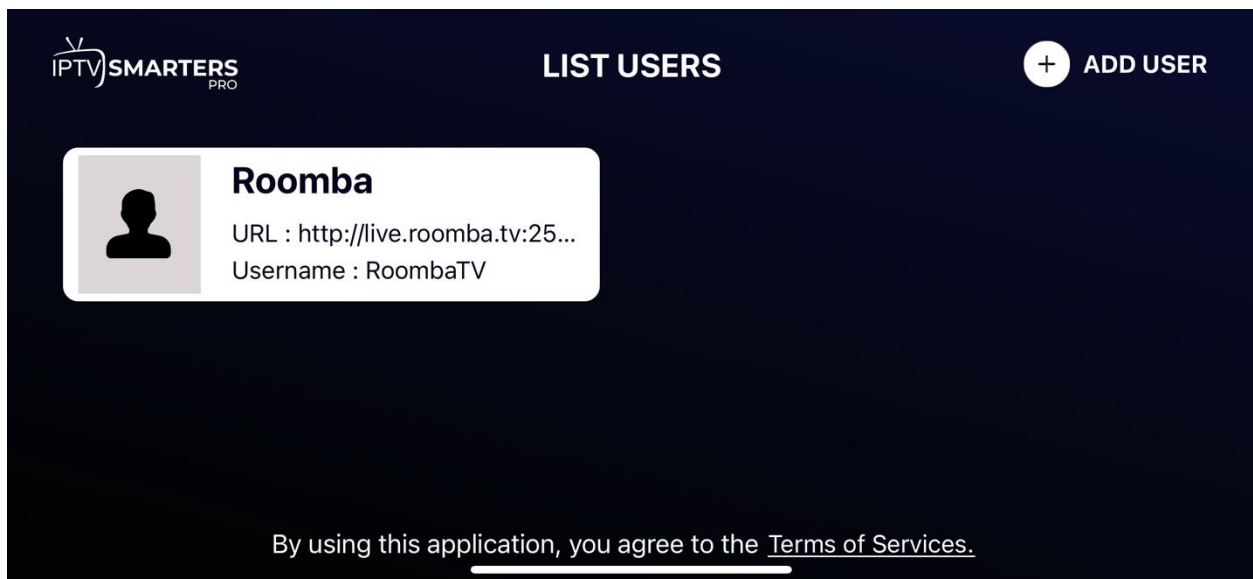 IPTV SMARTERS
PRO
LIST USERS
+ ADD USER
Roomba
URL : http://live.roomba.tv:25...
Username : RoombaTV
By using this application, you agree to the Terms of Services.